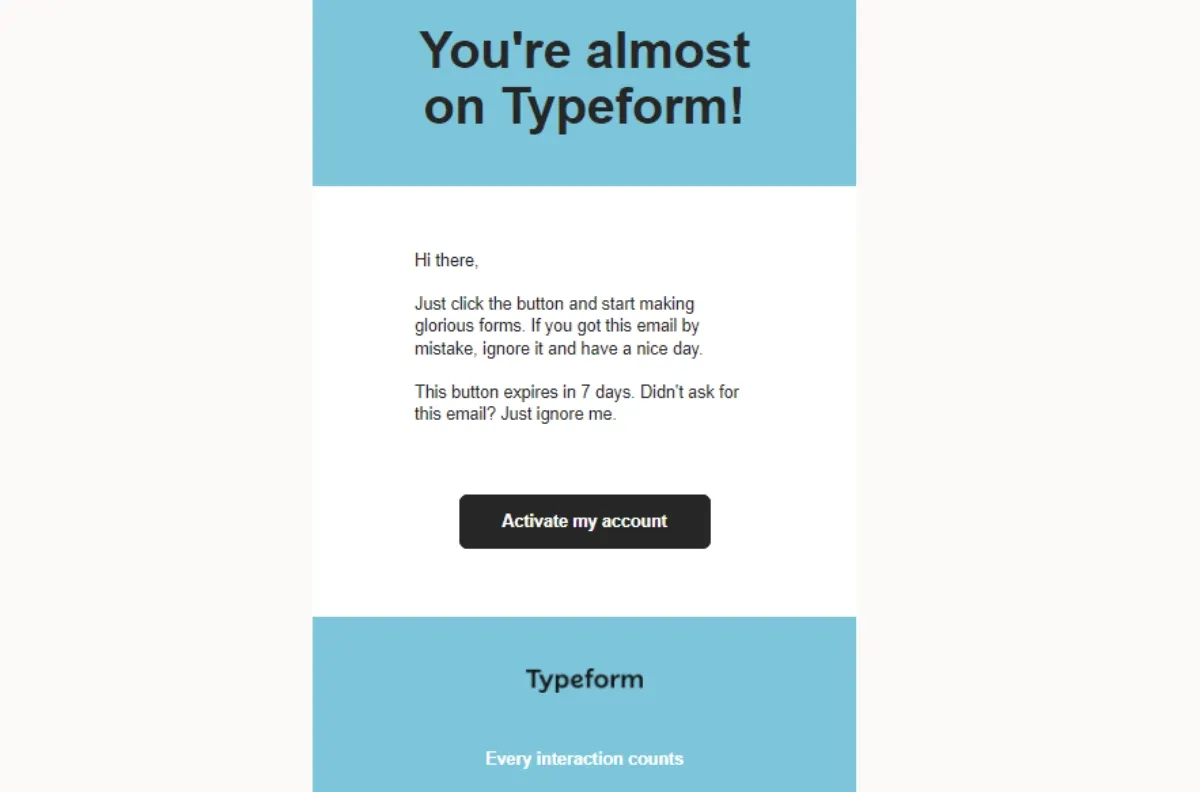 You're almost
on Typeform!
Hi there,
Just click the button and start making
glorious forms. If you got this email by
mistake, ignore it and have a nice day.
This button expires in 7 days. Didn't ask for
this email? Just ignore me.
Activate my account
Typeform
Every interaction counts